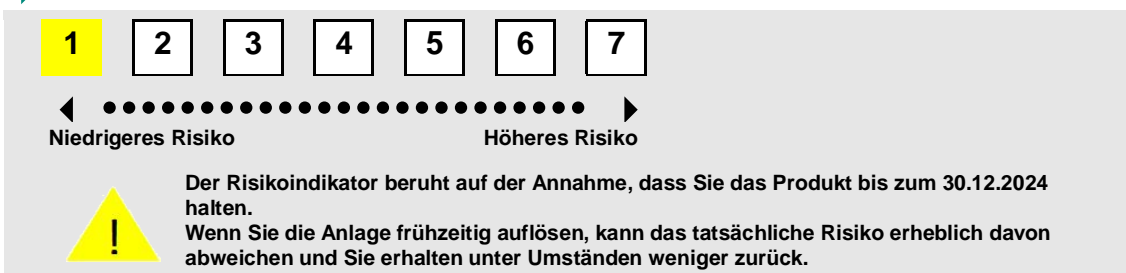 1 2 3 4 5 6 7
Niedrigeres Risiko Höheres Risiko
Der Risikoindikator beruht auf der Annahme, dass Sie das Produkt bis zum 30.12.2024
halten.
Wenn Sie die Anlage frühzeitig auflösen, kann das tatsächliche Risiko erheblich davon
abweichen und Sie erhalten unter Umständen weniger zurück.
!